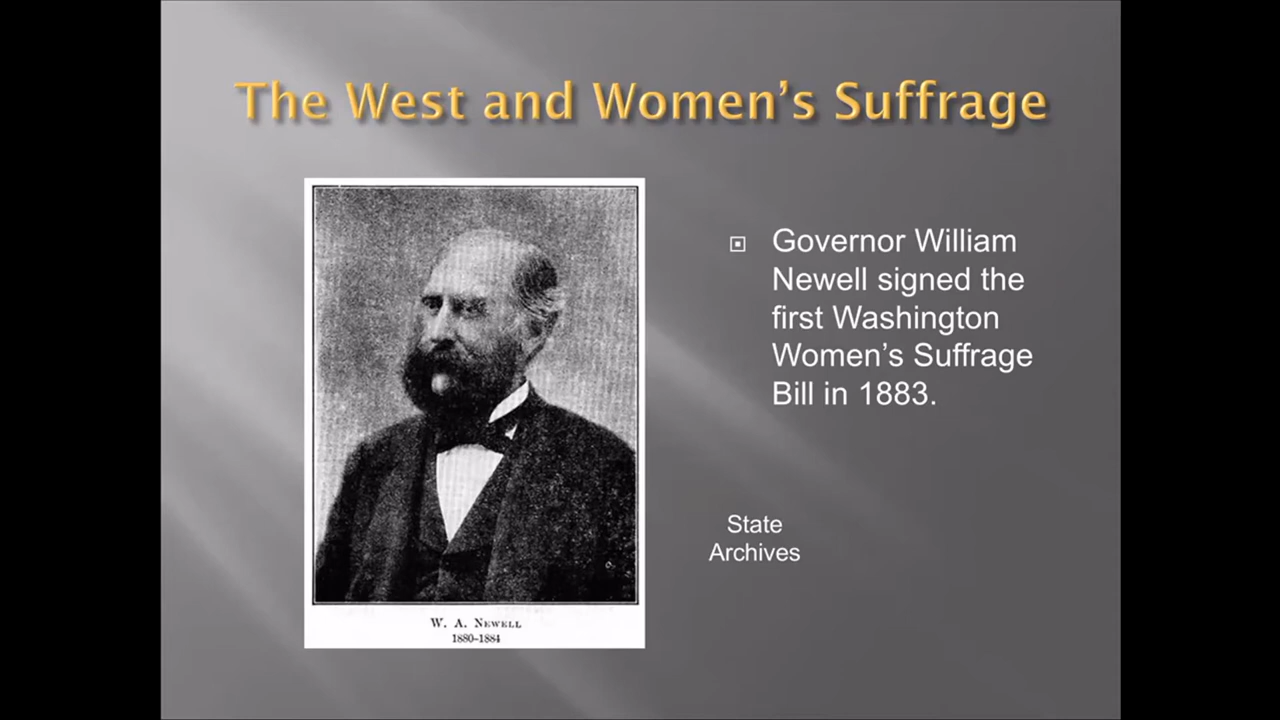 The West and Women's Suffrage
Governor William
Newell signed the
first Washington
Women's Suffrage
Bill in 1883.
State
Archives
W. A. Newell
1880–1884